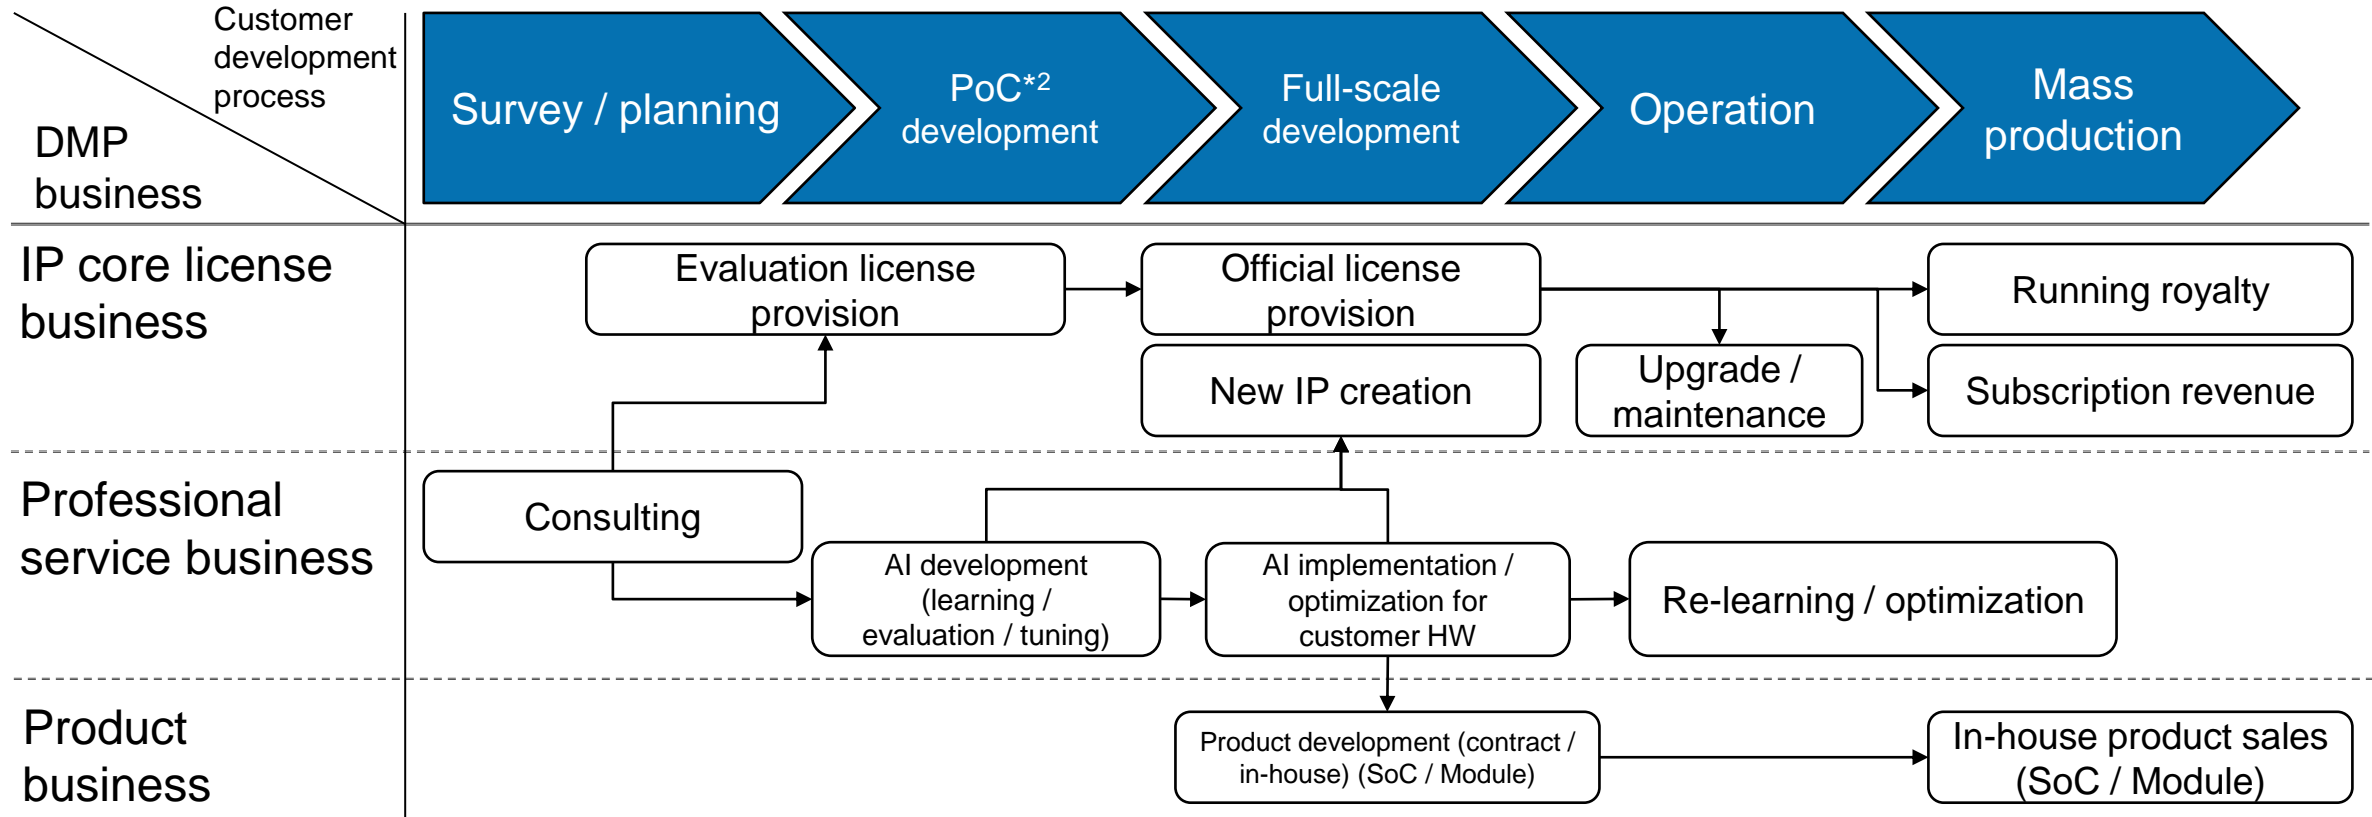 Customer
development
process
DMP
business
Survey / planning
PoC*2
development
Full-scale
development
Operation
Mass
production
IP core license
business
Evaluation license
provision
Official license
provision
Running royalty
New IP creation
Upgrade /
maintenance
Subscription revenue
Professional
service business
Consulting
AI development
(learning /
evaluation / tuning)
AI implementation /
optimization for
customer HW
Re-learning / optimization
Product
business
Product development (contract /
in-house) (SoC / Module)
In-house product sales
(SoC / Module)